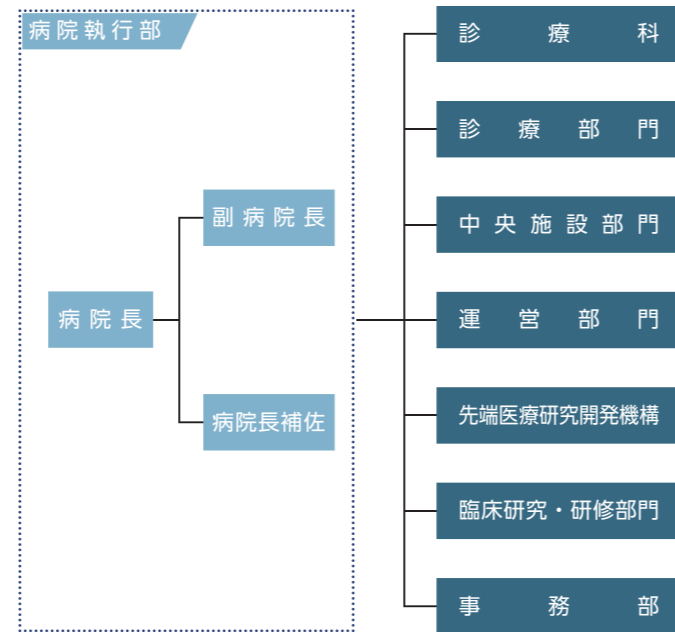 病院執行部
病院長
副病院長
病院長補佐
診療科
診療部門
中央施設部門
運営部門
先端医療研究開発機構
臨床研究・研修部門
事務部